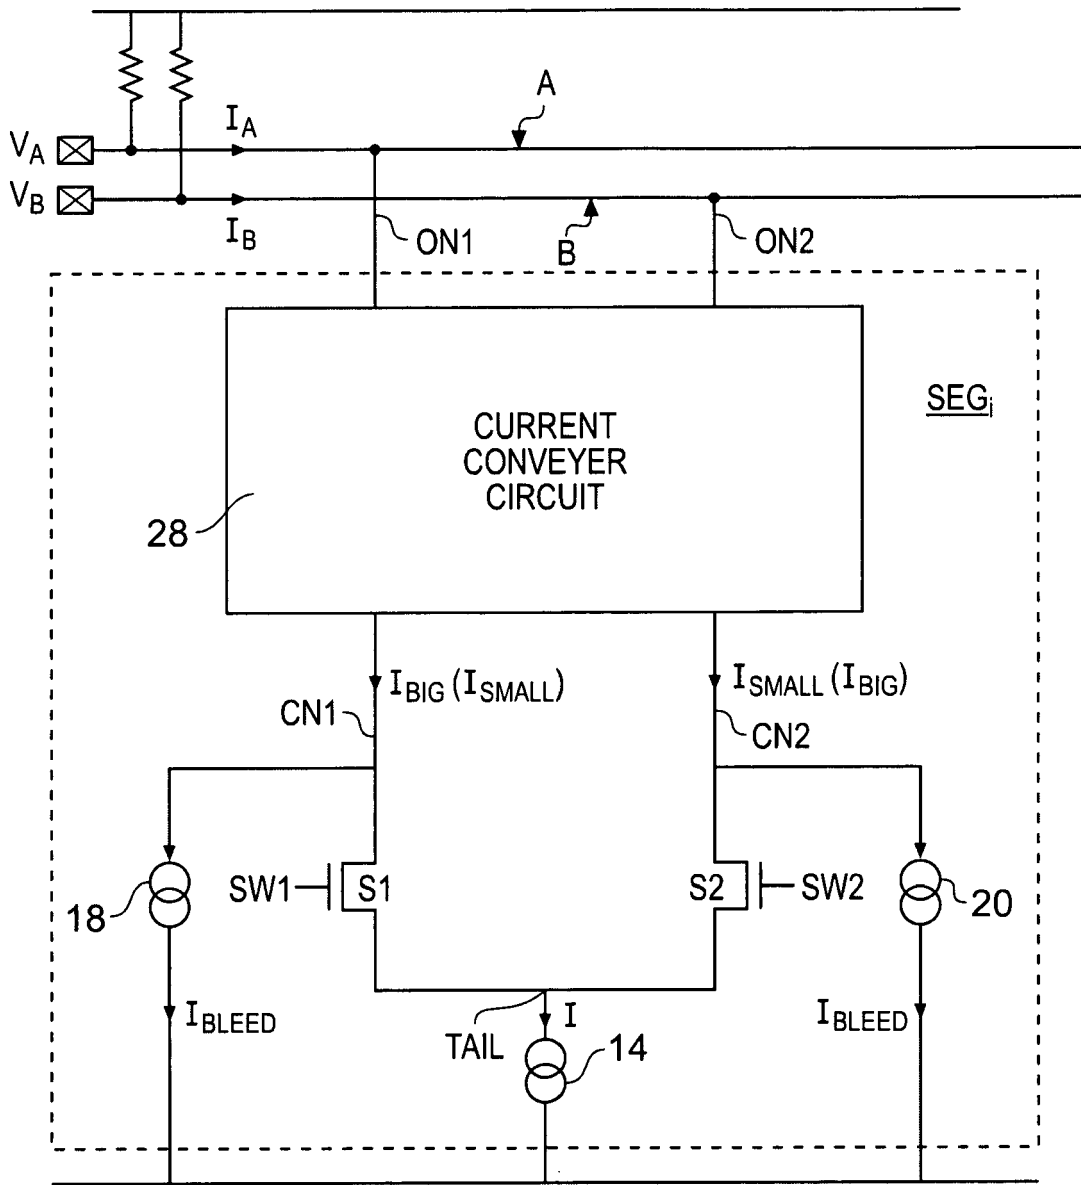 A
V_A
I_A
V_B
I_B
ON1
B
ON2
SEG_i
CURRENT
CONVEYER
CIRCUIT
28
I_BIG (I_SMALL)
I_SMALL (I_BIG)
CN1
CN2
SW1
S1
S2
SW2
18
20
I_BLEED
I
I_BLEED
TAIL
14